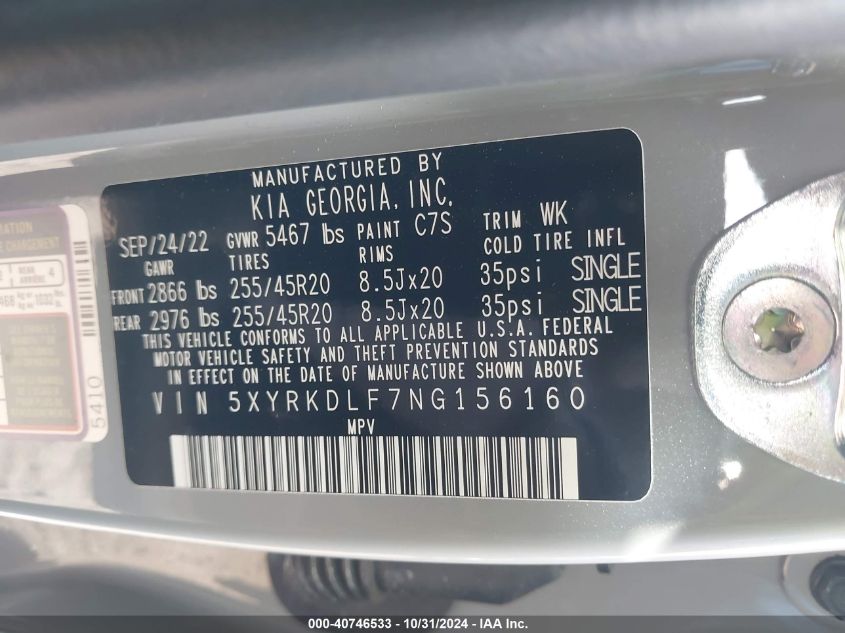 MANUFACTURED BY
KIA GEORGIA, INC.
SEP/24/22 GVWR 5467 lbs PAINT C7S TRIM WK
GAWR TIRES RIMS COLD TIRE INFL
FRONT 2866 lbs 255/45R20 8.5Jx20 35psi SINGLE
REAR 2976 lbs 255/45R20 8.5Jx20 35psi SINGLE
THIS VEHICLE CONFORMS TO ALL APPLICABLE U.S.A. FEDERAL
MOTOR VEHICLE SAFETY AND THEFT PREVENTION STANDARDS
IN EFFECT ON THE DATE OF MANUFACTURE SHOWN ABOVE
VIN 5XYRKDLF7NG156160
MPV
REAR
ARRIÈRE 4
5410
000-40746533 - 10/31/2024 - IAA Inc.